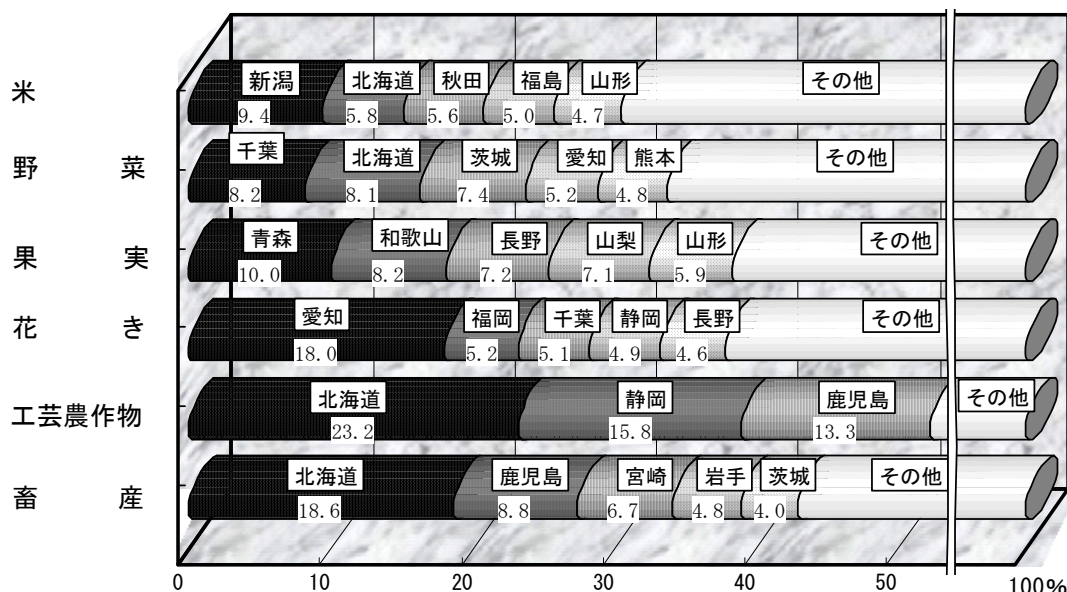 米 新潟 北海道 秋田 福島 山形 その他
9.4 5.8 5.6 5.0 4.7
野菜 千葉 北海道 茨城 愛知 熊本 その他
8.2 8.1 7.4 5.2 4.8
果実 青森 和歌山 長野 山梨 山形 その他
10.0 8.2 7.2 7.1 5.9
花き 愛知 福岡 千葉 静岡 長野 その他
18.0 5.2 5.1 4.9 4.6
工芸農作物 北海道 静岡 鹿児島 その他
23.2 15.8 13.3
畜産 北海道 鹿児島 宮崎 岩手 茨城 その他
18.6 8.8 6.7 4.8 4.0
0 10 20 30 40 50 100%